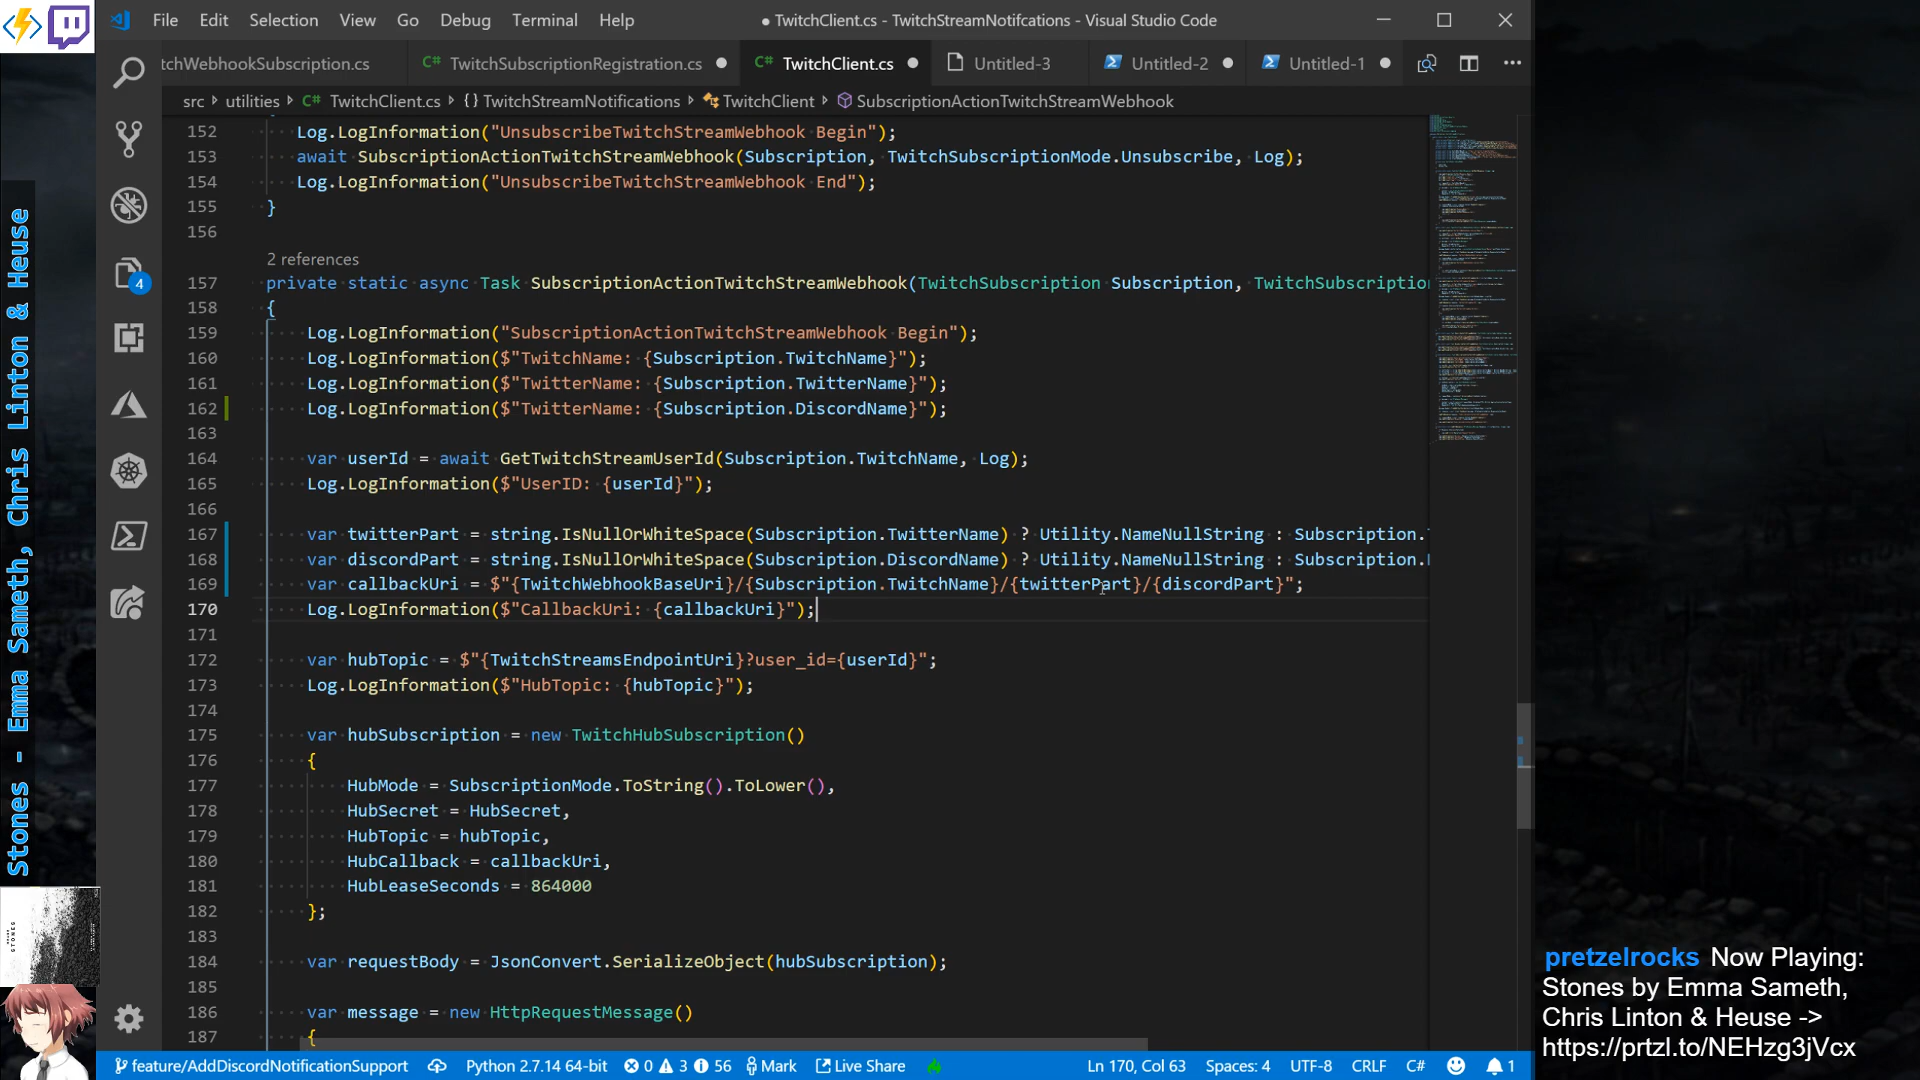 File Edit Selection View Go Debug Terminal Help
● TwitchClient.cs - TwitchStreamNotifcations - Visual Studio Code
tchWebhookSubscription.cs
C# TwitchSubscriptionRegistration.cs ●
C# TwitchClient.cs ●
Untitled-3
Untitled-2 ●
Untitled-1 ●
src › utilities › C# TwitchClient.cs › {} TwitchStreamNotifications › TwitchClient › SubscriptionActionTwitchStreamWebhook
152 Log.LogInformation("UnsubscribeTwitchStreamWebhook Begin");
153 await SubscriptionActionTwitchStreamWebhook(Subscription, TwitchSubscriptionMode.Unsubscribe, Log);
154 Log.LogInformation("UnsubscribeTwitchStreamWebhook End");
155 }
156
2 references
157 private static async Task SubscriptionActionTwitchStreamWebhook(TwitchSubscription Subscription, TwitchSubscription
158 {
159 Log.LogInformation("SubscriptionActionTwitchStreamWebhook Begin");
160 Log.LogInformation($"TwitchName: {Subscription.TwitchName}");
161 Log.LogInformation($"TwitterName: {Subscription.TwitterName}");
162 Log.LogInformation($"TwitterName: {Subscription.DiscordName}");
163
164 var userId = await GetTwitchStreamUserId(Subscription.TwitchName, Log);
165 Log.LogInformation($"UserID: {userId}");
166
167 var twitterPart = string.IsNullOrWhiteSpace(Subscription.TwitterName) ? Utility.NameNullString : Subscription.
168 var discordPart = string.IsNullOrWhiteSpace(Subscription.DiscordName) ? Utility.NameNullString : Subscription.
169 var callbackUri = $"{TwitchWebhookBaseUri}/{Subscription.TwitchName}/{twitterPart}/{discordPart}";
170 Log.LogInformation($"CallbackUri: {callbackUri}");
171
172 var hubTopic = $"{TwitchStreamsEndpointUri}?user_id={userId}";
173 Log.LogInformation($"HubTopic: {hubTopic}");
174
175 var hubSubscription = new TwitchHubSubscription()
176 {
177 HubMode = SubscriptionMode.ToString().ToLower(),
178 HubSecret = HubSecret,
179 HubTopic = hubTopic,
180 HubCallback = callbackUri,
181 HubLeaseSeconds = 864000
182 };
183
184 var requestBody = JsonConvert.SerializeObject(hubSubscription);
185
186 var message = new HttpRequestMessage()
187 {
4
Stones - Emma Sameth, Chris Linton & Heuse
STONES
pretzelrocks Now Playing:
Stones by Emma Sameth,
Chris Linton & Heuse ->
https://prtzl.to/NEHzg3jVcx
feature/AddDiscordNotificationSupport Python 2.7.14 64-bit 0 3 56 Mark Live Share Ln 170, Col 63 Spaces: 4 UTF-8 CRLF C# 1